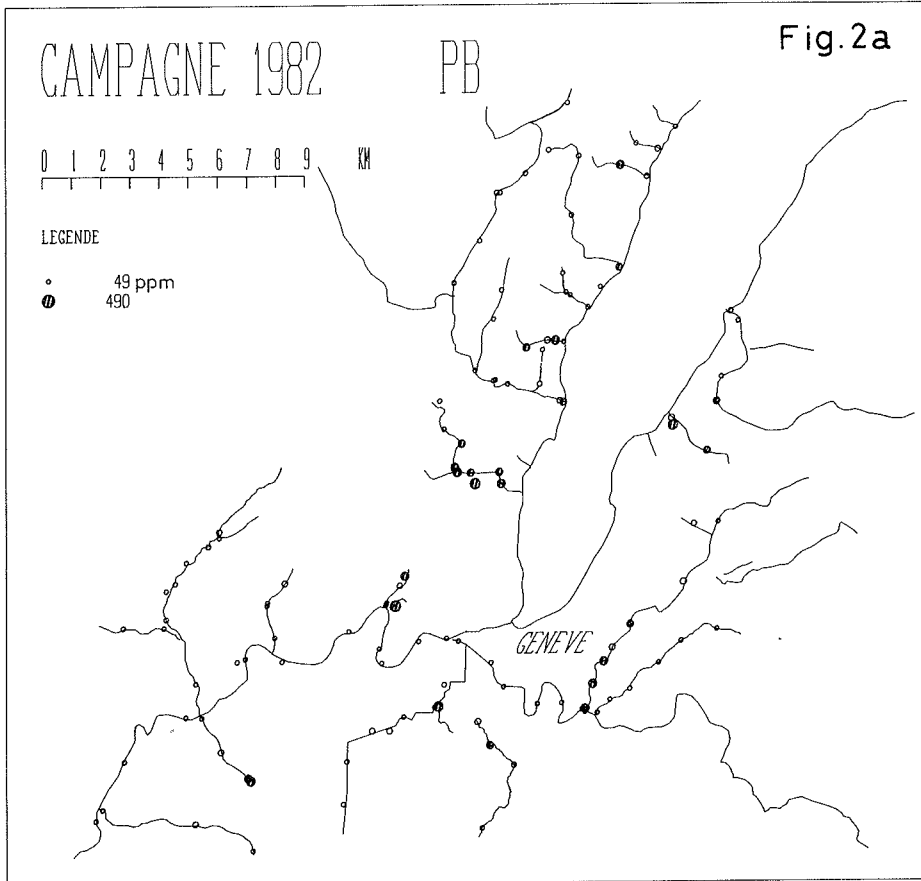 Fig.2a
CAMPAGNE 1982 PB
0 1 2 3 4 5 6 7 8 9 KM
LEGENDE
49 ppm
490
GENEVE